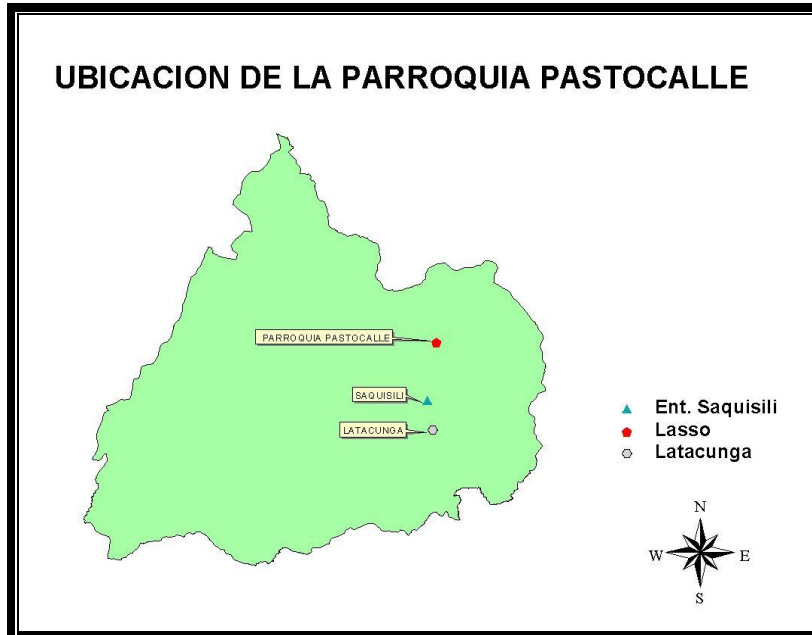 UBICACION DE LA PARROQUIA PASTOCALLE
PARROQUIA PASTOCALLE
SAQUISILI
LATACUNGA
Ent. Saquisili
Lasso
Latacunga
N
W E
S